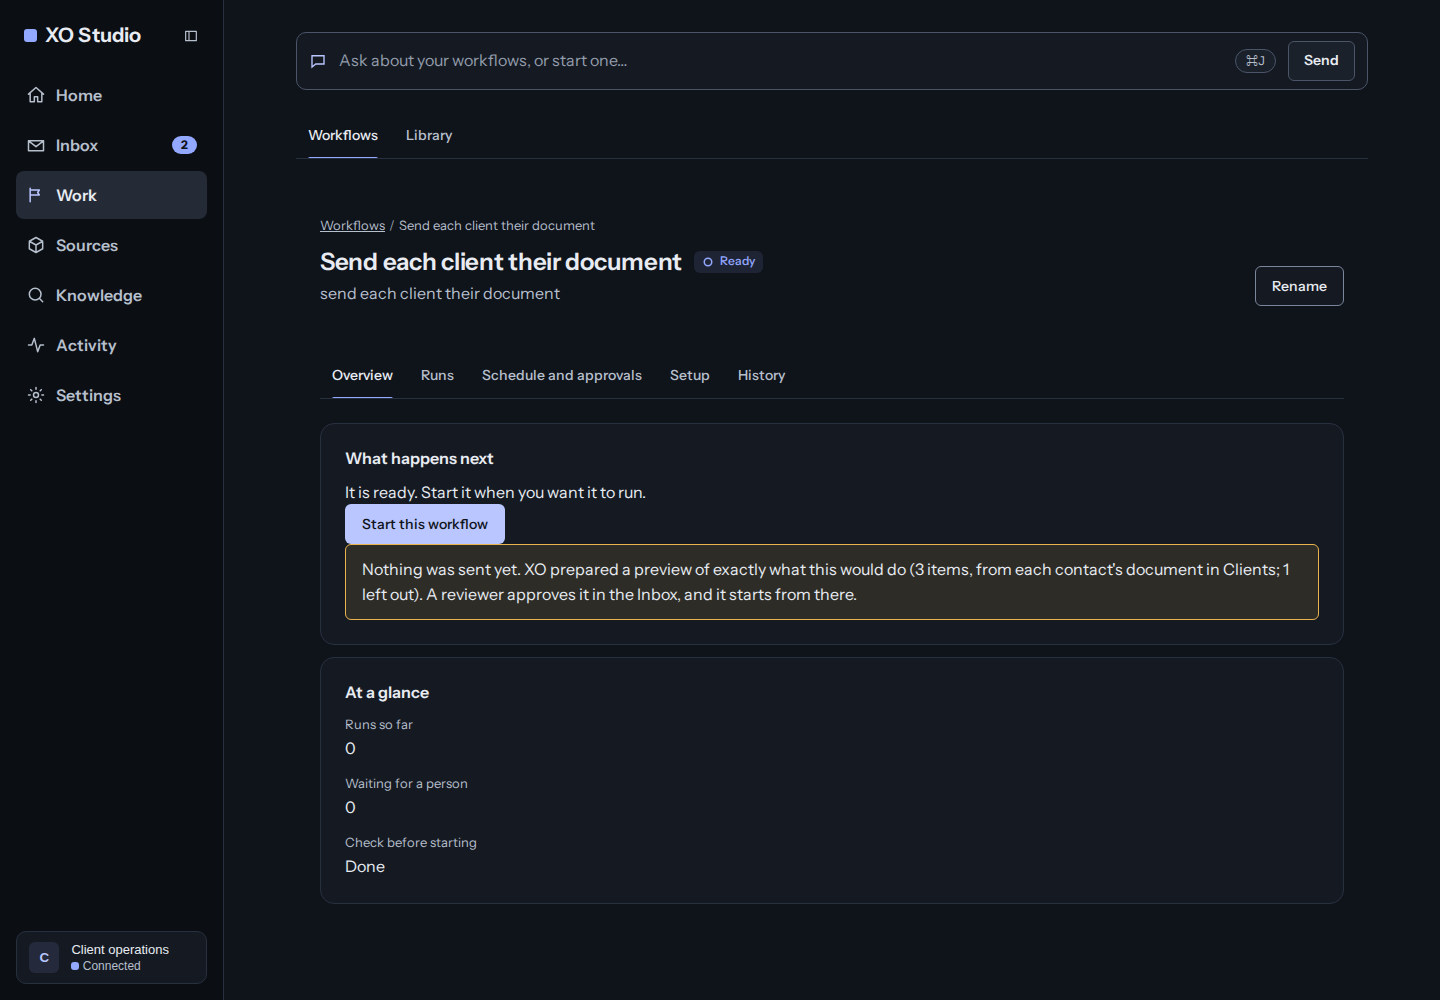 XO Studio
Home
Inbox
2
Work
Sources
Knowledge
Activity
Settings
C
Client operations
Connected
Ask about your workflows, or start one...
⌘J
Send
Workflows
Library
Workflows / Send each client their document
Send each client their document
Ready
send each client their document
Rename
Overview
Runs
Schedule and approvals
Setup
History
What happens next
It is ready. Start it when you want it to run.
Start this workflow
Nothing was sent yet. XO prepared a preview of exactly what this would do (3 items, from each contact's document in Clients; 1
left out). A reviewer approves it in the Inbox, and it starts from there.
At a glance
Runs so far
0
Waiting for a person
0
Check before starting
Done